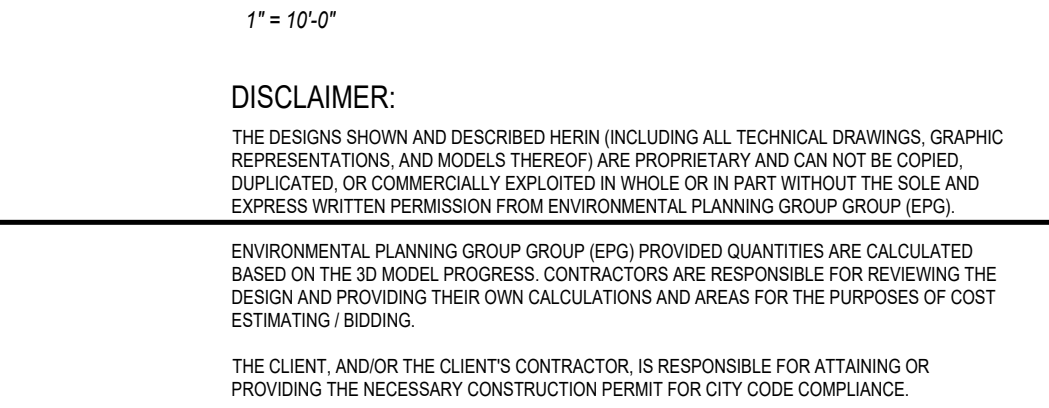 1" = 10'-0"
DISCLAIMER:
THE DESIGNS SHOWN AND DESCRIBED HERIN (INCLUDING ALL TECHNICAL DRAWINGS, GRAPHIC
REPRESENTATIONS, AND MODELS THEREOF) ARE PROPRIETARY AND CAN NOT BE COPIED,
DUPLICATED, OR COMMERCIALLY EXPLOITED IN WHOLE OR IN PART WITHOUT THE SOLE AND
EXPRESS WRITTEN PERMISSION FROM ENVIRONMENTAL PLANNING GROUP GROUP (EPG).
ENVIRONMENTAL PLANNING GROUP GROUP (EPG) PROVIDED QUANTITIES ARE CALCULATED
BASED ON THE 3D MODEL PROGRESS. CONTRACTORS ARE RESPONSIBLE FOR REVIEWING THE
DESIGN AND PROVIDING THEIR OWN CALCULATIONS AND AREAS FOR THE PURPOSES OF COST
ESTIMATING / BIDDING.
THE CLIENT, AND/OR THE CLIENT'S CONTRACTOR, IS RESPONSIBLE FOR ATTAINING OR
PROVIDING THE NECESSARY CONSTRUCTION PERMIT FOR CITY CODE COMPLIANCE.